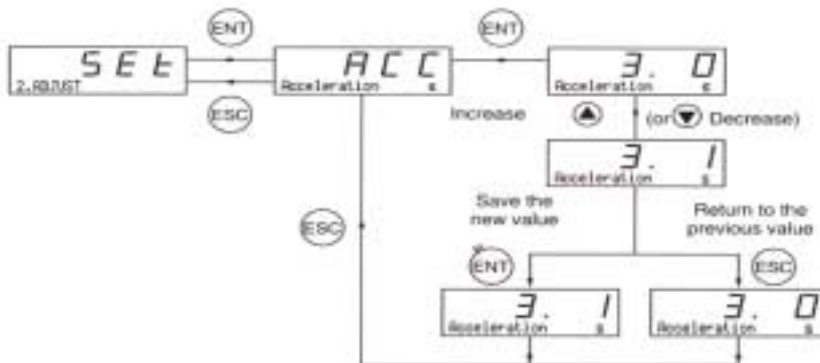 ENT
ENT
SEt
2.ADJUST
ACC
Acceleration s
3. 0
Acceleration s
ESC
Increase
(or Decrease)
3. 1
Acceleration s
Save the
new value
Return to the
previous value
ESC
ENT
ESC
3. 1
Acceleration s
3. 0
Acceleration s